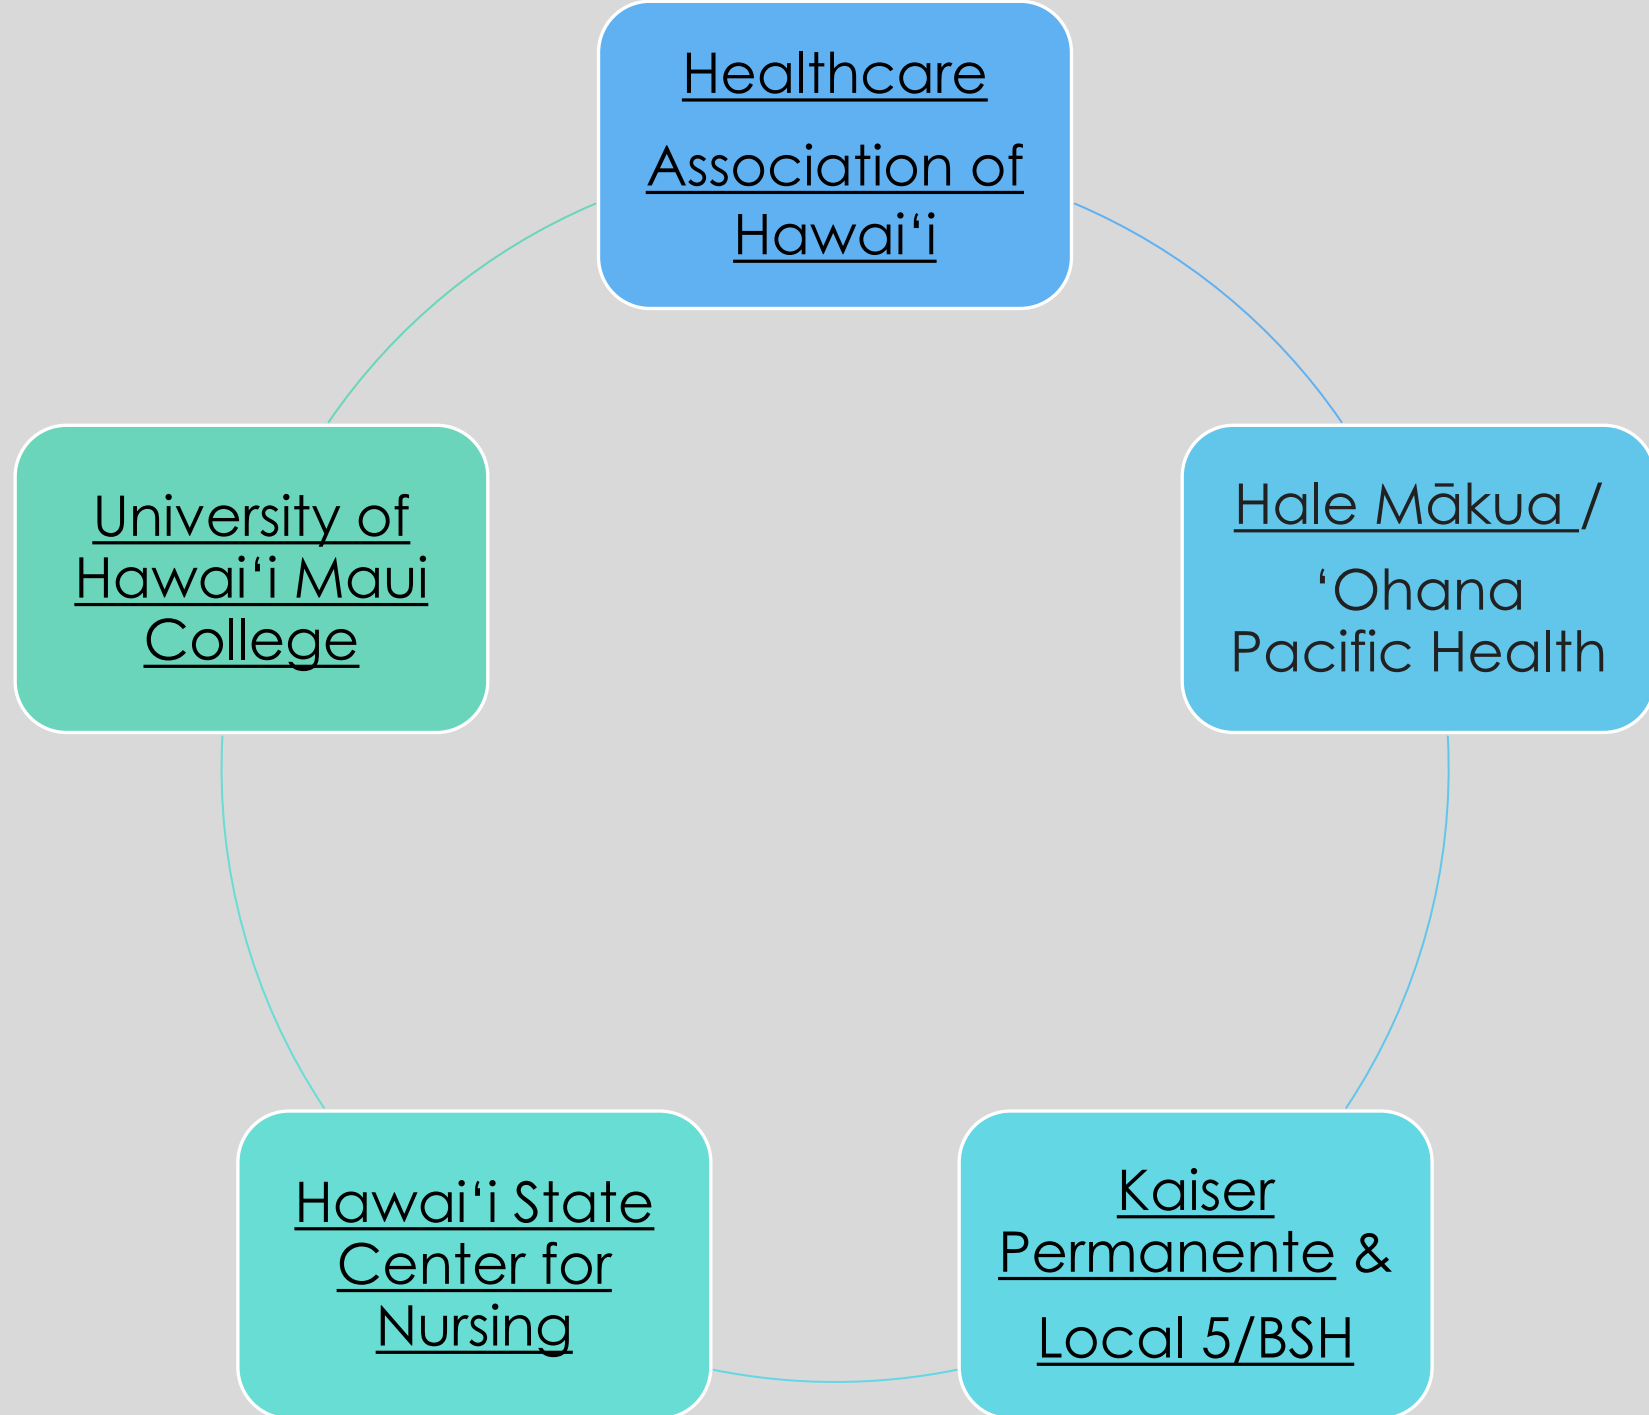 Healthcare
Association of
Hawaiʻi
Hale Mākua /
ʻOhana
Pacific Health
Kaiser
Permanente &
Local 5/BSH
Hawaiʻi State
Center for
Nursing
University of
Hawaiʻi Maui
College